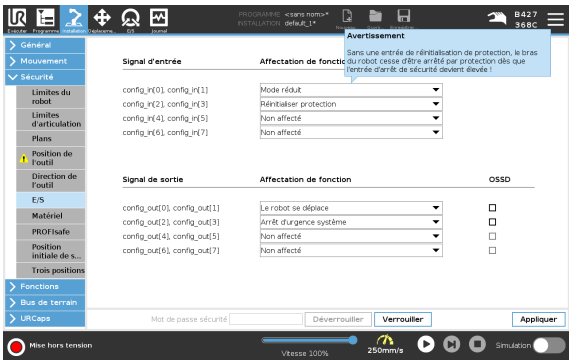 PROGRAMME <sans nom>*
INSTALLATION default_1*
B427
368C
Exécuter Programme Installation Déplaceme... E/S Journal
Avertissement
Sans une entrée de réinitialisation de protection, le bras
du robot cesse d'être arrêté par protection dès que
l'entrée d'arrêt de sécurité devient élevée !
Général
Mouvement
Sécurité
Limites du
robot
Limites
d'articulation
Plans
Position de
l'outil
Direction de
l'outil
E/S
Matériel
PROFIsafe
Position
initiale de s...
Trois positions
Fonctions
Bus de terrain
URCaps
Signal d'entrée Affectation de fonction
config_in[0], config_in[1] Mode réduit
config_in[2], config_in[3] Réinitialiser protection
config_in[4], config_in[5] Non affecté
config_in[6], config_in[7] Non affecté
Signal de sortie Affectation de fonction OSSD
config_out[0], config_out[1] Le robot se déplace
config_out[2], config_out[3] Arrêt d'urgence système
config_out[4], config_out[5] Non affecté
config_out[6], config_out[7] Non affecté
Mot de passe sécurité Déverrouiller Verrouiller Appliquer
Mise hors tension
Vitesse 100%
250mm/s
Simulation